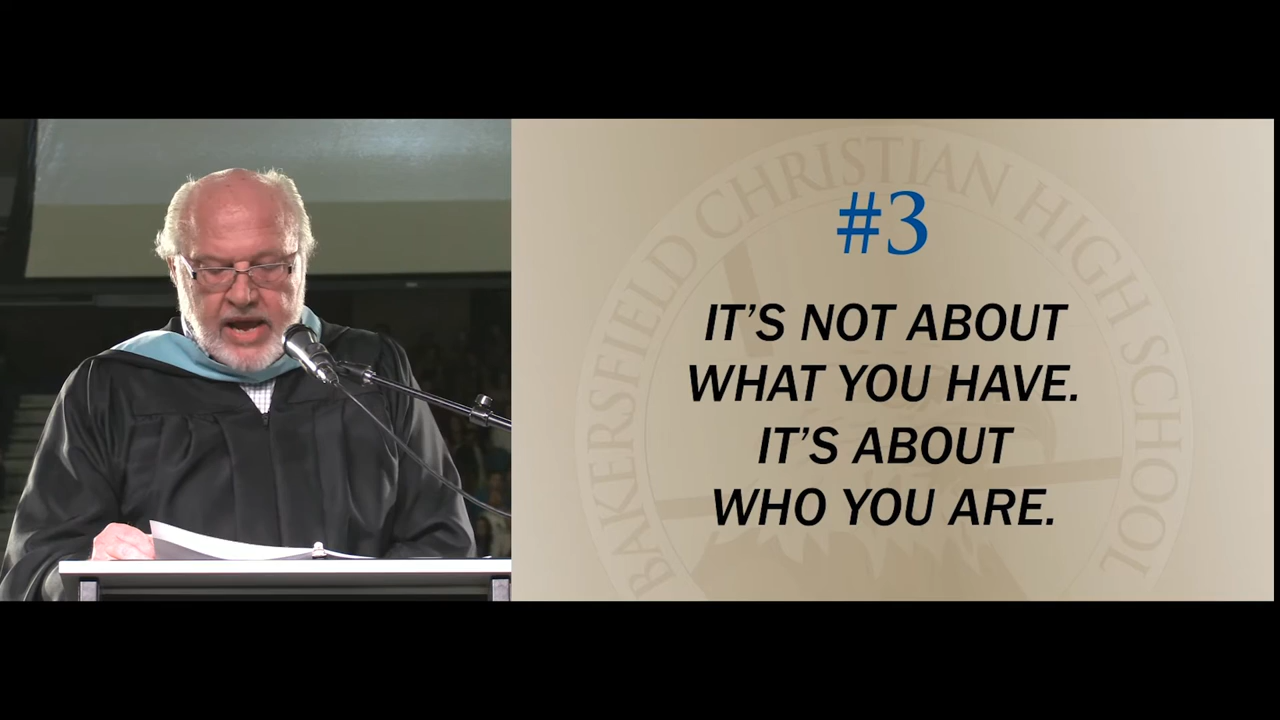 BAKERSFIELD CHRISTIAN HIGH SCHOOL
#3
IT'S NOT ABOUT
WHAT YOU HAVE.
IT'S ABOUT
WHO YOU ARE.